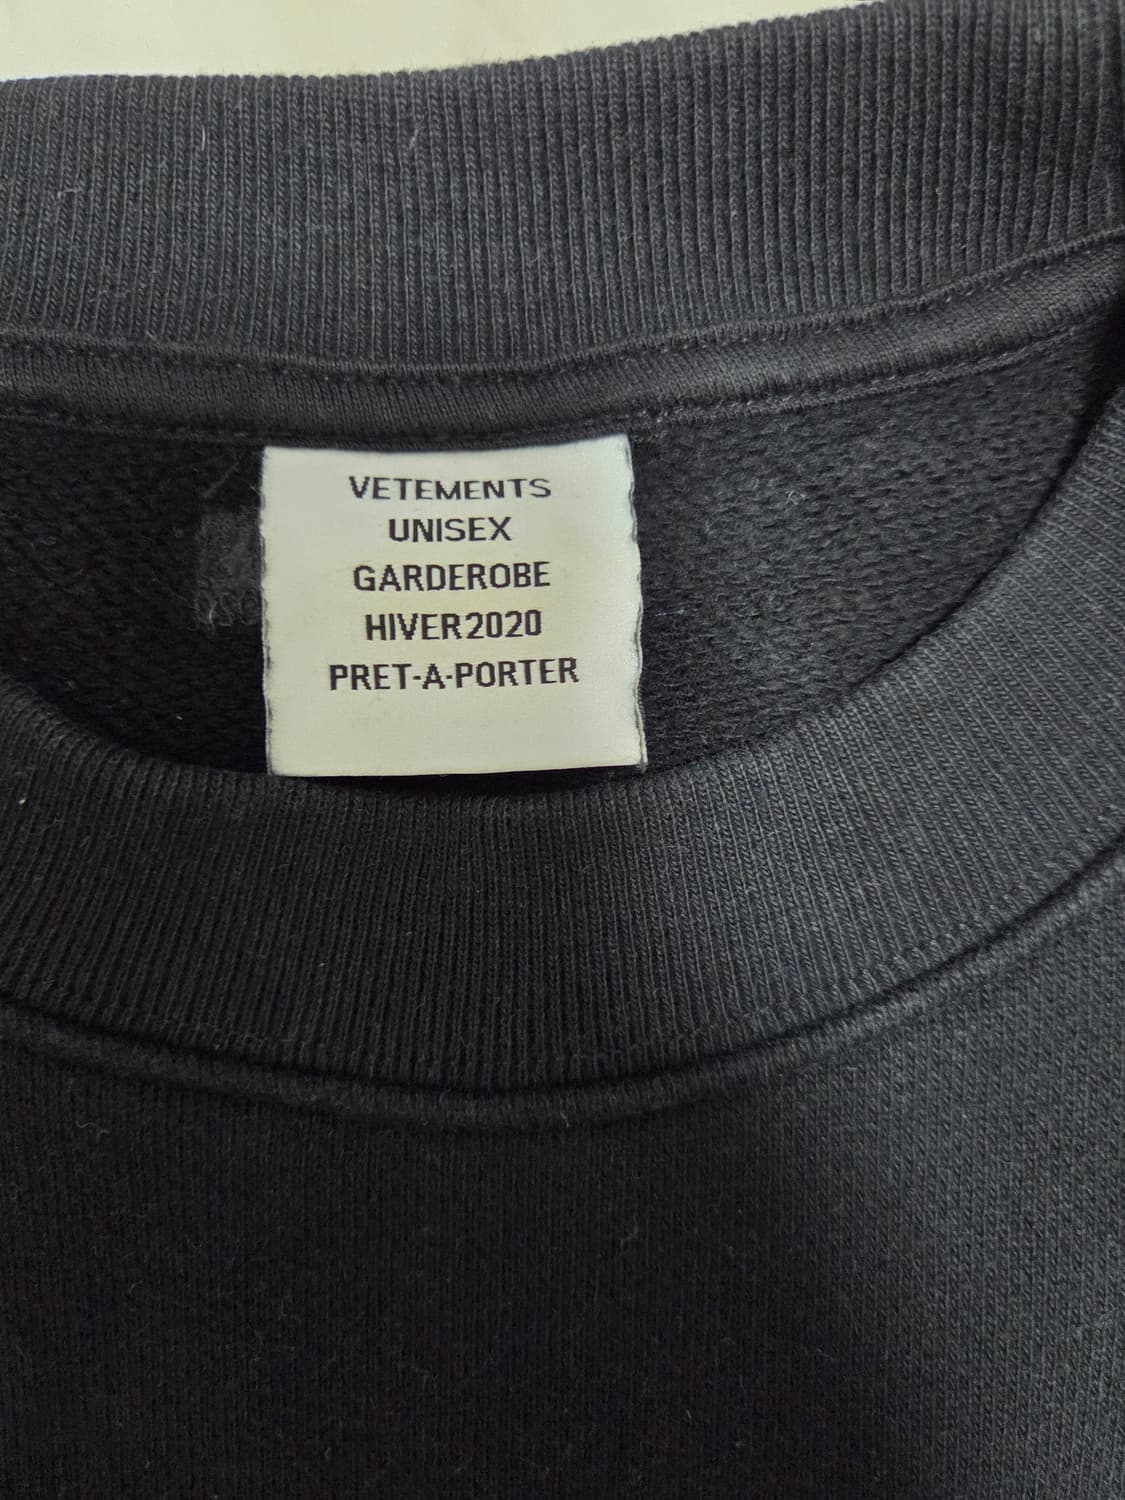 VETEMENTS
UNISEX
GARDEROBE
HIVER2020
PRET-A-PORTER